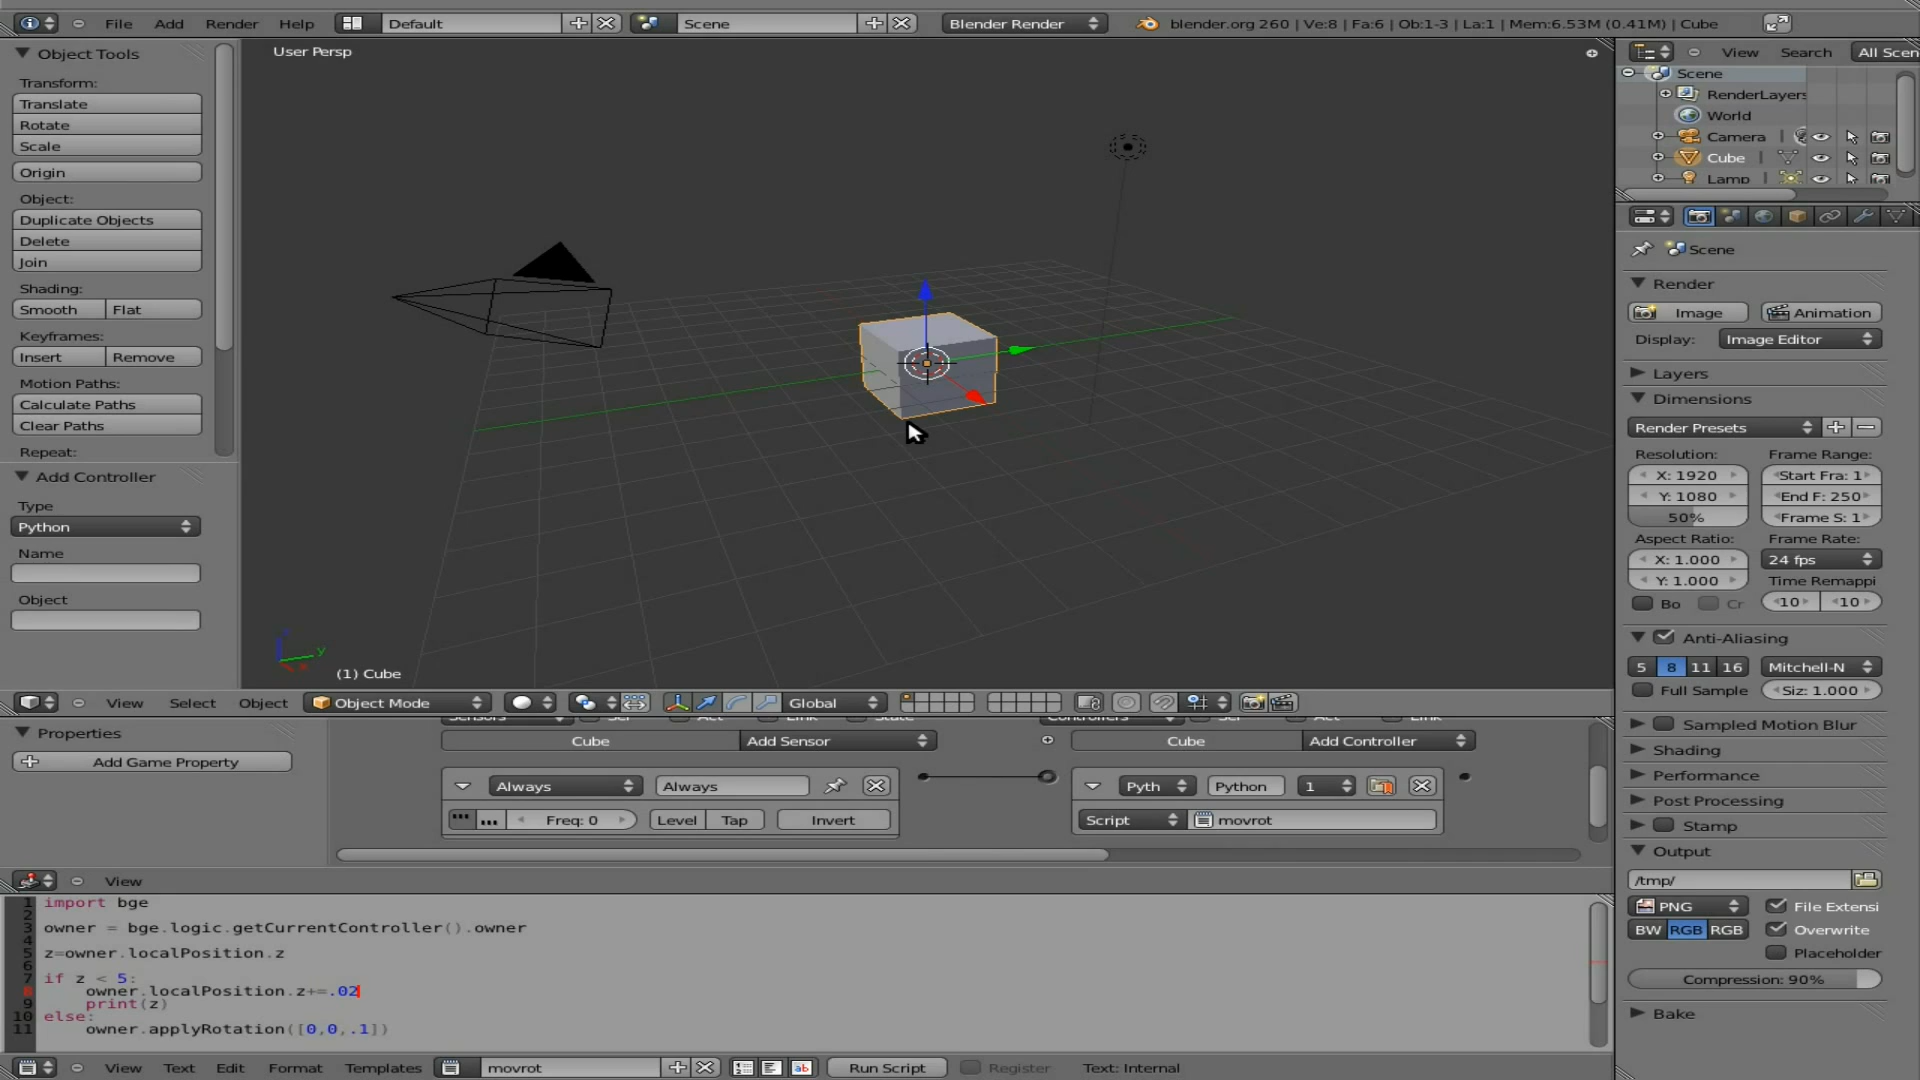 File Add Render Help Default Scene Blender Render blender.org 260 | Ve:8 | Fa:6 | Ob:1-3 | La:1 | Mem:6.53M (0.41M) | Cube
Object Tools
Transform:
Translate
Rotate
Scale
Origin
Object:
Duplicate Objects
Delete
Join
Shading:
Smooth Flat
Keyframes:
Insert Remove
Motion Paths:
Calculate Paths
Clear Paths
Repeat:
Add Controller
Type
Python
Name
Object
User Persp
y
(1) Cube
View Select Object Object Mode Global
View Search All Scen
Scene
RenderLayers
World
Camera
Cube
Lamp
Scene
Render
Image Animation
Display: Image Editor
Layers
Dimensions
Render Presets
Resolution: Frame Range:
X: 1920 Start Fra: 1
Y: 1080 End F: 250
50% Frame S: 1
Aspect Ratio: Frame Rate:
X: 1.000 24 fps
Y: 1.000 Time Remappi
Bo Cr 10 10
Anti-Aliasing
5 8 11 16 Mitchell-N
Full Sample Siz: 1.000
Sampled Motion Blur
Shading
Performance
Post Processing
Stamp
Output
/tmp/
PNG File Extensi
BW RGB RGB Overwrite
Placeholder
Compression: 90%
Bake
Properties
Add Game Property
Sensors Sel Act Link State Controllers Sel Act Link
Cube Add Sensor Cube Add Controller
Always Always Pyth Python 1
Freq: 0 Level Tap Invert Script movrot
View
1 import bge
2
3 owner = bge.logic.getCurrentController().owner
4
5 z=owner.localPosition.z
6
7 if z < 5:
8 owner.localPosition.z+=.02
9 print(z)
10 else:
11 owner.applyRotation([0,0,.1])
View Text Edit Format Templates movrot Run Script Register Text: Internal